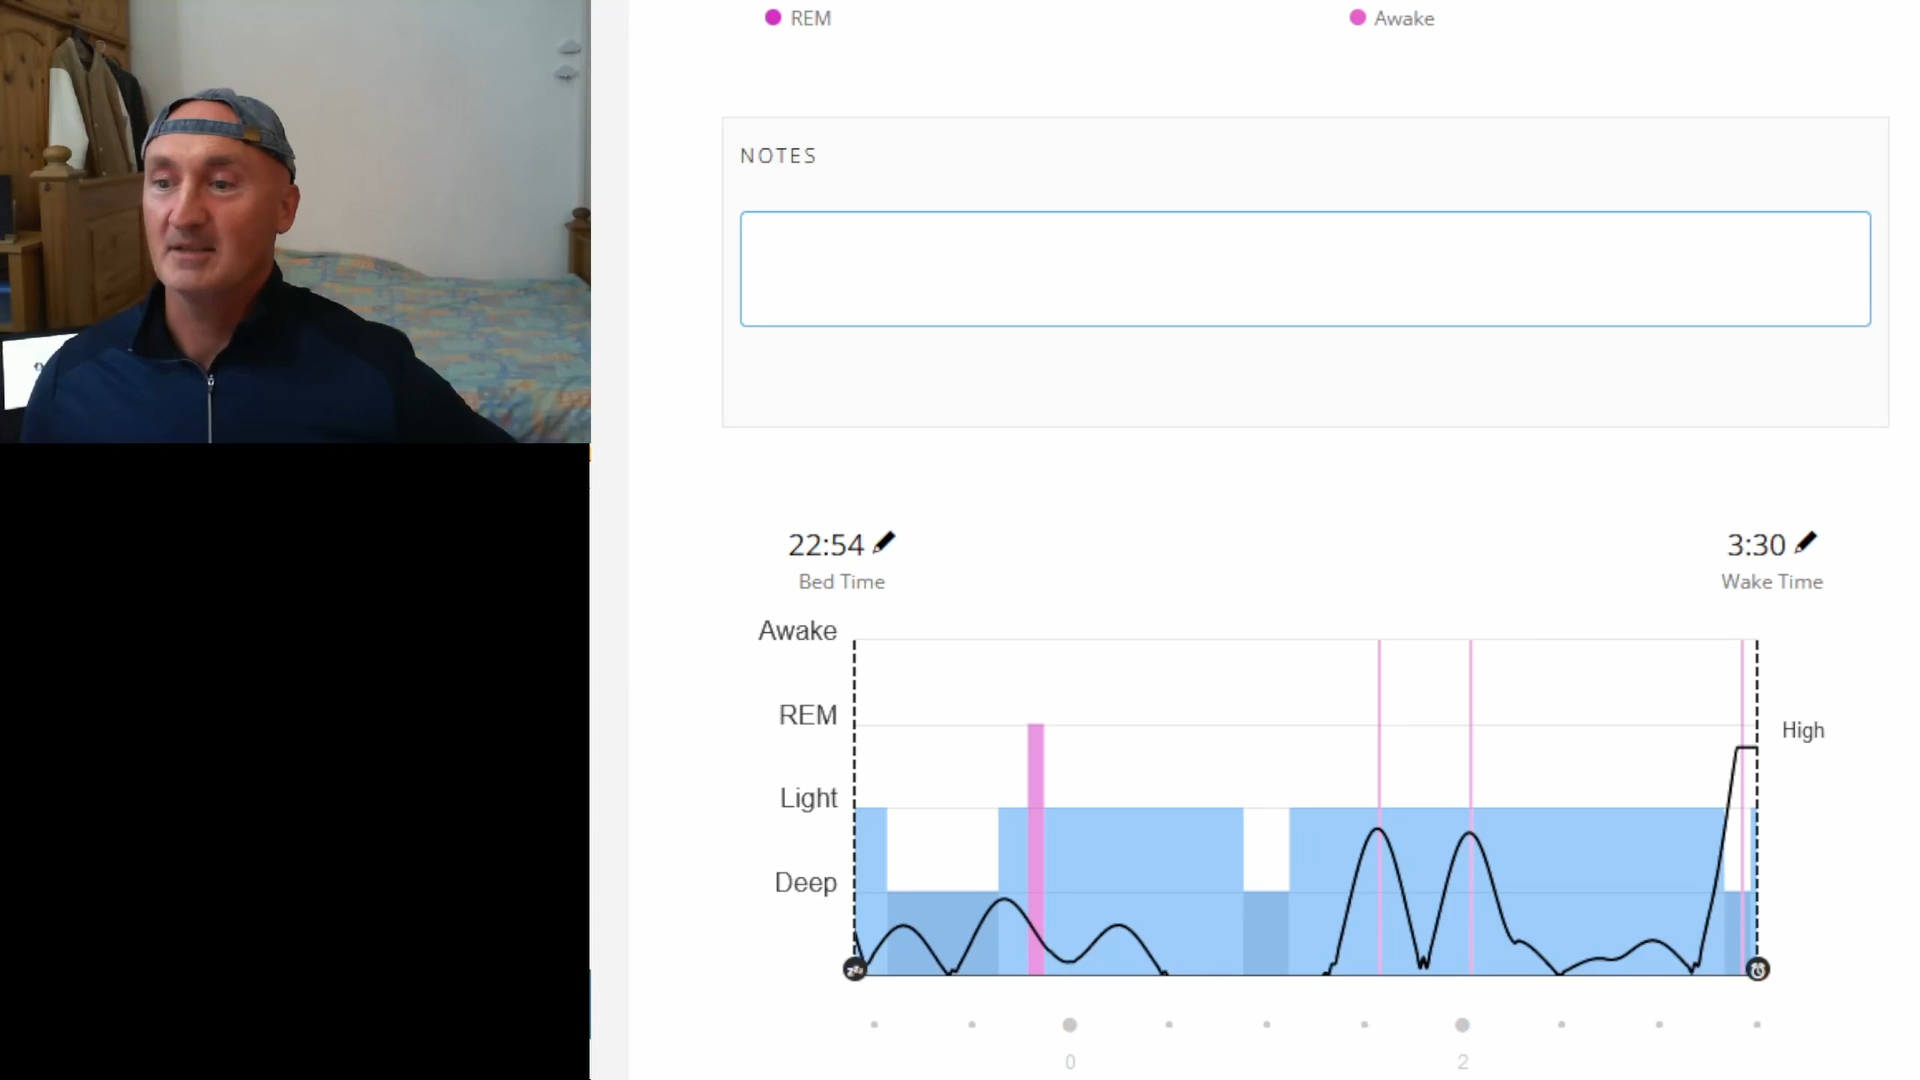 REM
Awake
NOTES
22:54
3:30
Bed Time
Wake Time
Awake
REM
High
Light
Deep
0
2